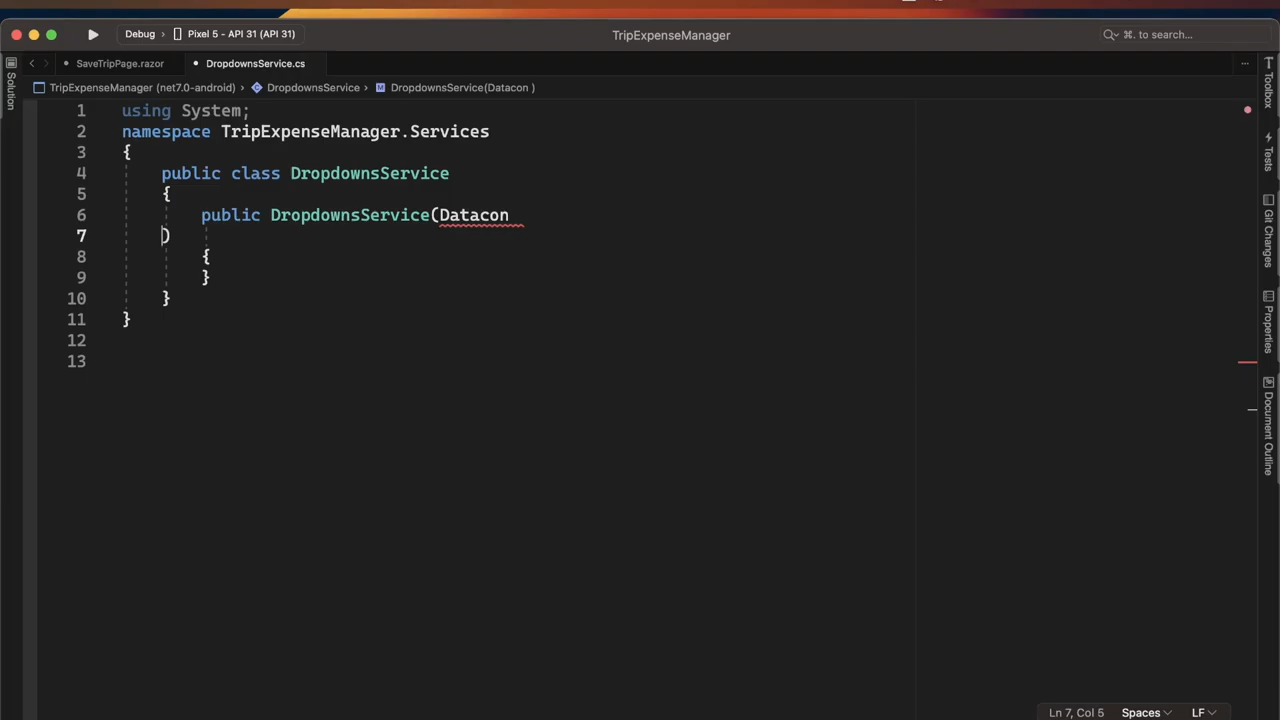 Debug > Pixel 5 - API 31 (API 31)
TripExpenseManager
⌘. to search...
SaveTripPage.razor
DropdownsService.cs
TripExpenseManager (net7.0-android) > DropdownsService > DropdownsService(Datacon )
1 using System;
2 namespace TripExpenseManager.Services
3 {
4 public class DropdownsService
5 {
6 public DropdownsService(Datacon
7 )
8 {
9 }
10 }
11 }
12
13
Solution
Toolbox
Tests
Git Changes
Properties
Document Outline
Ln 7, Col 5 Spaces LF